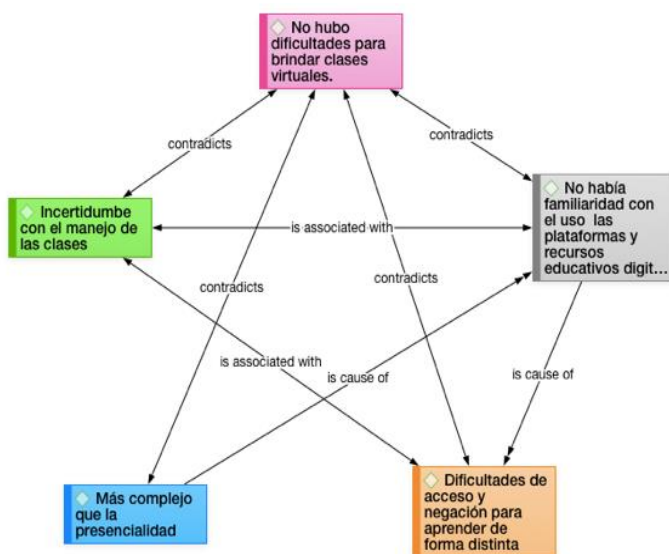 No hubo
dificultades para
brindar clases
virtuales.
contradicts
contradicts
No había
familiaridad con
el uso las
plataformas y
recursos
educativos digit...
Incertidumbe
con el manejo de
las clases
is associated with
contradicts
contradicts
is associated with
is cause of
is cause of
Más complejo
que la
presencialidad
Dificultades de
acceso y
negación para
aprender de
forma distinta